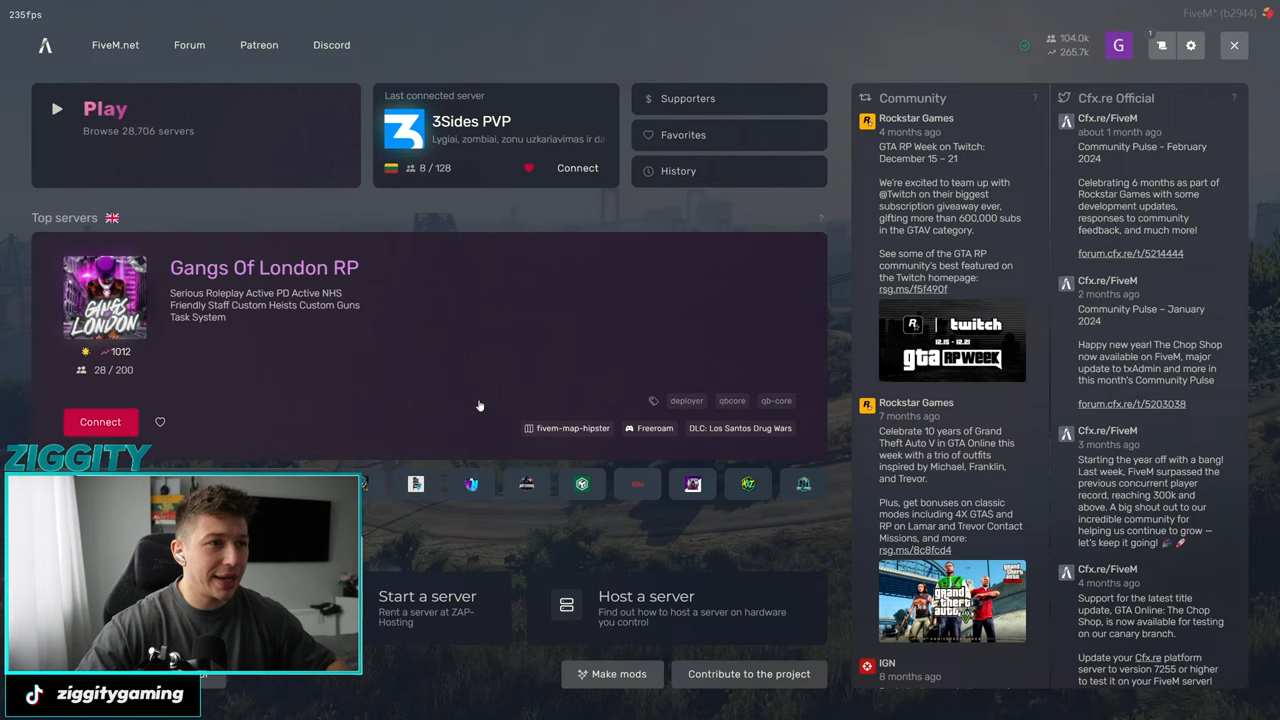 235fps
FiveM* (b2944)
FiveM.net
Forum
Patreon
Discord
104.0k
265.7k
G
1
Play
Browse 28,706 servers
Last connected server
3Sides PVP
Lygiai, zombiai, zonu uzkariavimas ir da
8 / 128
Connect
Supporters
Favorites
History
Top servers
?
Gangs Of London RP
Serious Roleplay Active PD Active NHS
Friendly Staff Custom Heists Custom Guns
Task System
GANGS
LONDON
1012
28 / 200
Connect
deployer
qbcore
qb-core
fivem-map-hipster
Freeroam
DLC: Los Santos Drug Wars
ZIGGITY
Start a server
Rent a server at ZAP-
Hosting
Host a server
Find out how to host a server on hardware
you control
Make mods
Contribute to the project
ziggitygaming
Community
?
Rockstar Games
4 months ago
GTA RP Week on Twitch:
December 15 – 21
We're excited to team up with
@Twitch on their biggest
subscription giveaway ever,
gifting more than 600,000 subs
in the GTAV category.
See some of the GTA RP
community's best featured on
the Twitch homepage:
rsg.ms/f5f490f
R
twitch
12.15 - 12.21
gta RP WEEK
Rockstar Games
7 months ago
Celebrate 10 years of Grand
Theft Auto V in GTA Online this
week with a trio of outfits
inspired by Michael, Franklin,
and Trevor.
Plus, get bonuses on classic
modes including 4X GTA$ and
RP on Lamar and Trevor Contact
Missions, and more:
rsg.ms/8c8fcd4
grand
theft
auto
IGN
8 months ago
Cfx.re Official
?
Cfx.re/FiveM
about 1 month ago
Community Pulse - February
2024
Celebrating 6 months as part of
Rockstar Games with some
development updates,
responses to community
feedback, and much more!
forum.cfx.re/t/5214444
Cfx.re/FiveM
2 months ago
Community Pulse – January
2024
Happy new year! The Chop Shop
now available on FiveM, major
update to txAdmin and more in
this month's Community Pulse
forum.cfx.re/t/5203038
Cfx.re/FiveM
3 months ago
Starting the year off with a bang!
Last week, FiveM surpassed the
previous concurrent player
record, reaching 300k and
above. A big shout out to our
incredible community for
helping us continue to grow —
let's keep it going! 🎉 🚀
Cfx.re/FiveM
4 months ago
Support for the latest title
update, GTA Online: The Chop
Shop, is now available for testing
on our canary branch.
Update your Cfx.re platform
server to version 7255 or higher
to test it on your FiveM server!